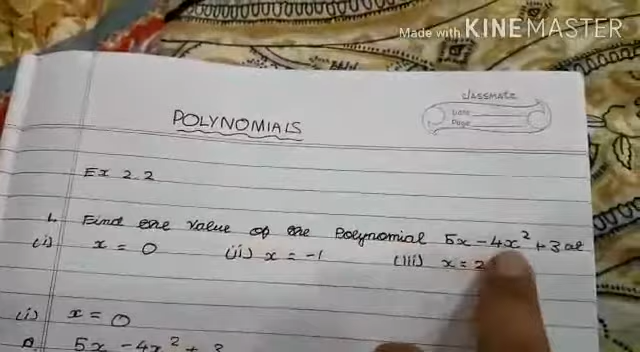 Made with KINEMASTER
classmate
Date
Page
POLYNOMIALS
Ex 2.2
1. Find the value of the Polynomial 5x - 4x² + 3 at
(i) x = 0 (ii) x = -1 (iii) x = 2
(i) x = 0
5x - 4x² + 3